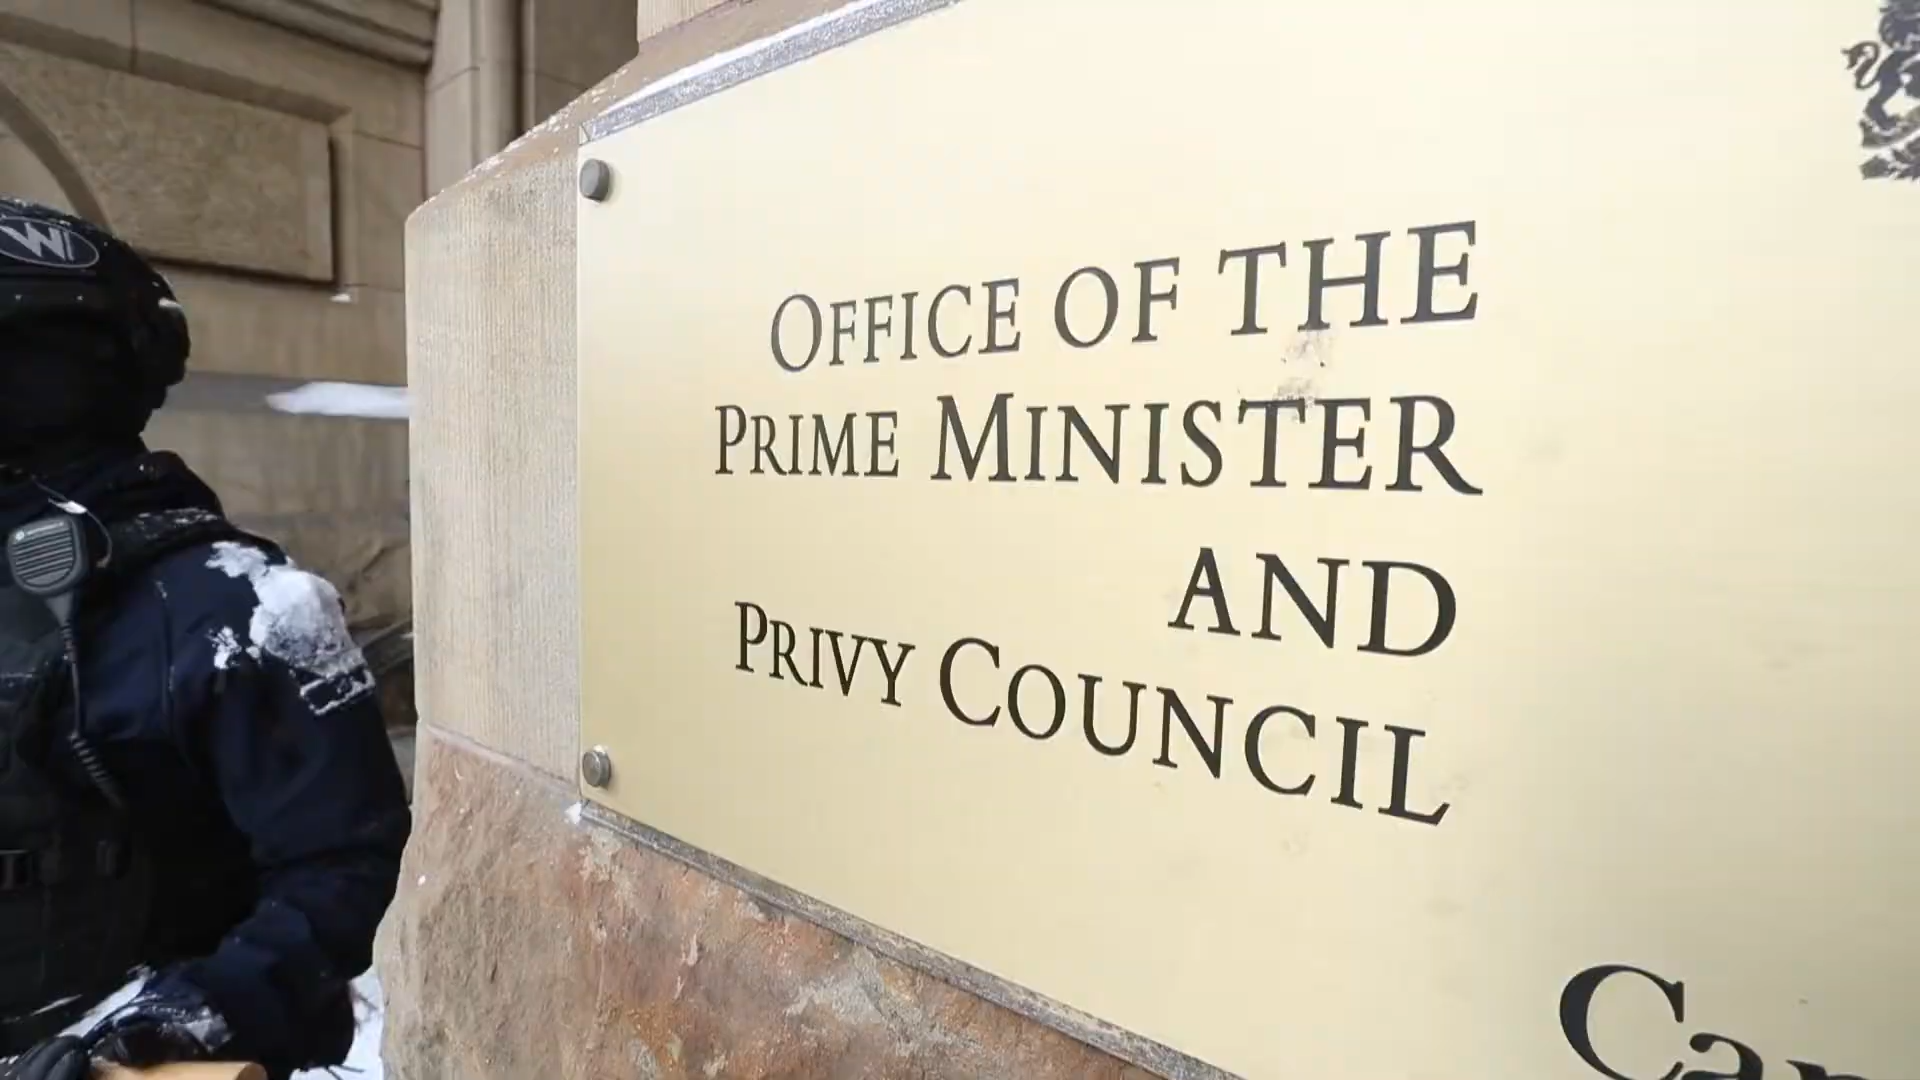 OFFICE OF THE
PRIME MINISTER
AND
PRIVY COUNCIL
W